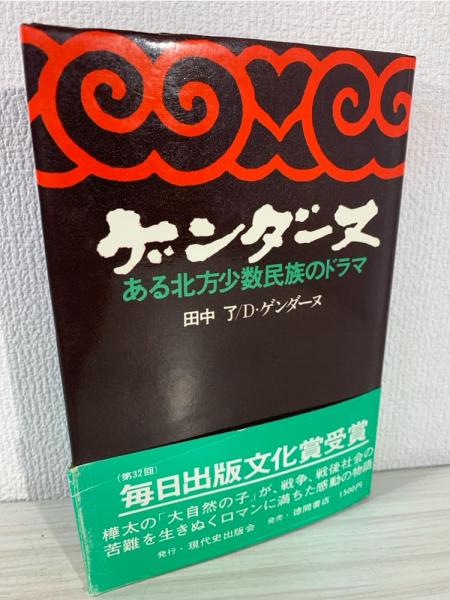 ゲンダーヌ
ある北方少数民族のドラマ
田中 了/D・ゲンダーヌ
(第32回)
毎日出版文化賞受賞
樺太の「大自然の子」が、戦争、戦後社会の
苦難を生きぬくロマンに満ちた感動の物語
発行・現代史出版会 発売・徳間書店 1500円